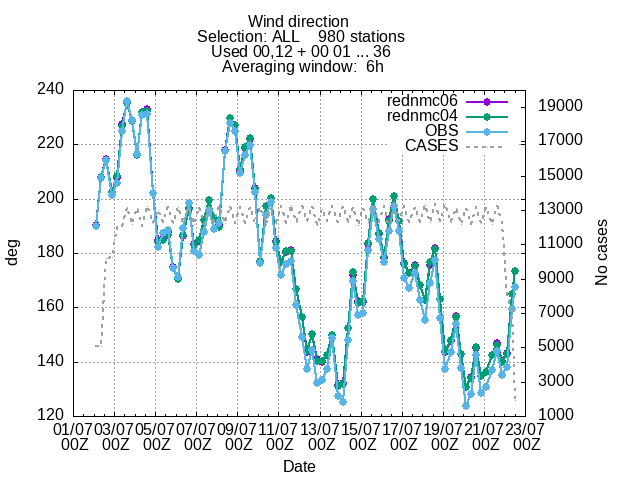 Wind direction
Selection: ALL    980 stations
Used 00,12 + 00 01 ... 36
Averaging window:  6h
240
220
200
180
160
140
120
deg
19000
17000
15000
13000
11000
9000
7000
5000
3000
1000
No cases
rednmc06
rednmc04
OBS
CASES
01/07 03/07 05/07 07/07 09/07 11/07 13/07 15/07 17/07 19/07 21/07 23/07
00Z 00Z 00Z 00Z 00Z 00Z 00Z 00Z 00Z 00Z 00Z 00Z
Date